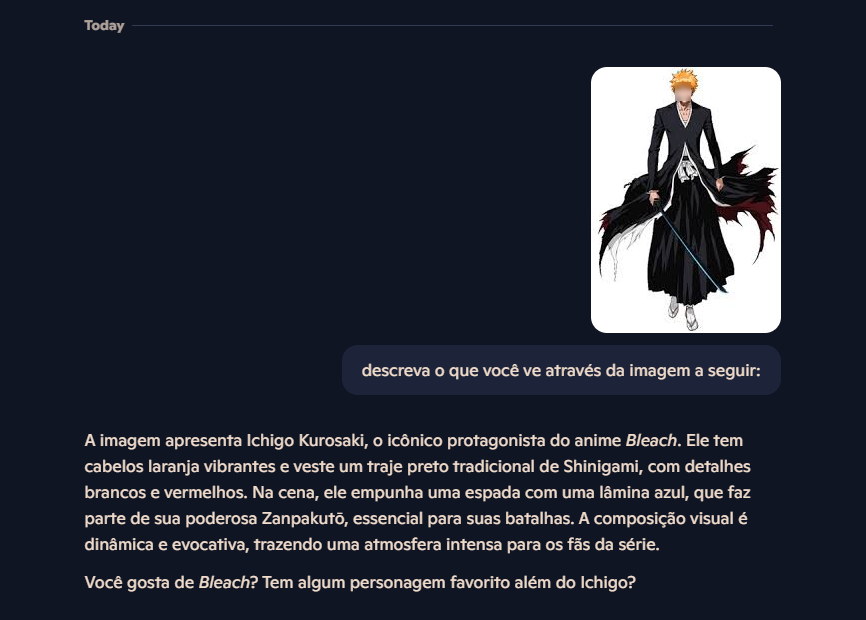 Today
descreva o que você ve através da imagem a seguir:
A imagem apresenta Ichigo Kurosaki, o icônico protagonista do anime Bleach. Ele tem
cabelos laranja vibrantes e veste um traje preto tradicional de Shinigami, com detalhes
brancos e vermelhos. Na cena, ele empunha uma espada com uma lâmina azul, que faz
parte de sua poderosa Zanpakutō, essencial para suas batalhas. A composição visual é
dinâmica e evocativa, trazendo uma atmosfera intensa para os fãs da série.
Você gosta de Bleach? Tem algum personagem favorito além do Ichigo?